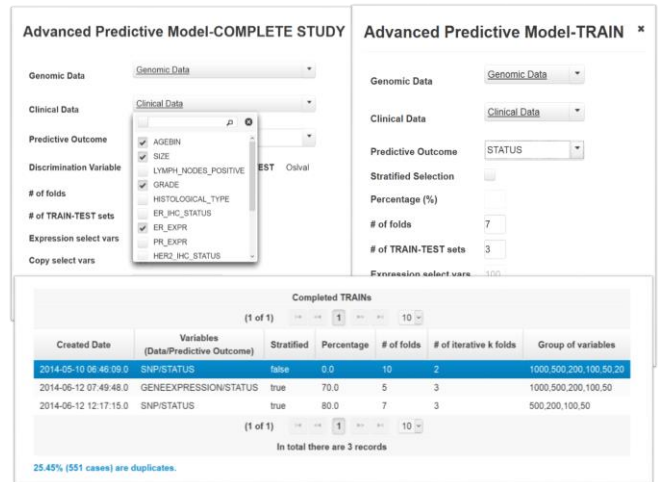 Advanced Predictive Model-COMPLETE STUDY
Genomic Data Genomic Data
Clinical Data Clinical Data
Predictive Outcome
Discrimination Variable EST Oslval
# of folds
# of TRAIN-TEST sets
Expression select vars
Copy select vars
AGEBIN
SIZE
LYMPH_NODES_POSITIVE
GRADE
HISTOLOGICAL_TYPE
ER_IHC_STATUS
ER_EXPR
PR_EXPR
HER2_IHC_STATUS
Advanced Predictive Model-TRAIN ×
Genomic Data Genomic Data
Clinical Data Clinical Data
Predictive Outcome STATUS
Stratified Selection
Percentage (%)
# of folds 7
# of TRAIN-TEST sets 3
Expression select vars 100
Completed TRAINs
(1 of 1) 1 10
Created Date Variables (Data/Predictive Outcome) Stratified Percentage # of folds # of iterative k folds Group of variables
2014-05-10 06:46:09.0 SNP/STATUS false 0.0 10 2 1000,500,200,100,50,20
2014-06-12 07:49:48.0 GENEEXPRESSION/STATUS true 70.0 5 3 1000,500,200,100,50
2014-06-12 12:17:15.0 SNP/STATUS true 80.0 7 3 500,200,100,50
(1 of 1) 1 10
In total there are 3 records
25.45% (551 cases) are duplicates.